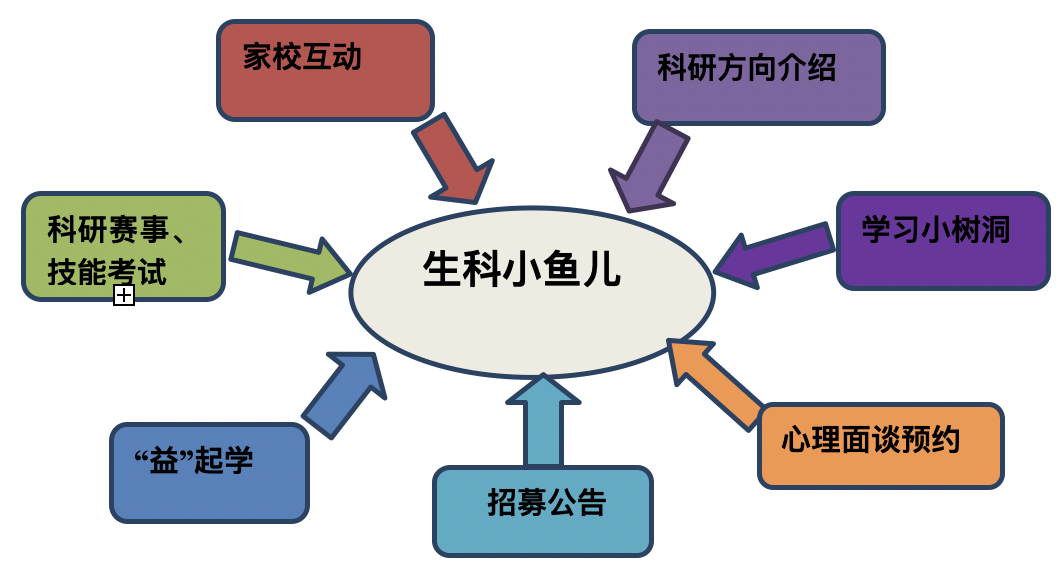 家校互动
科研方向介绍
科研赛事、
技能考试
学习小树洞
生科小鱼儿
“益”起学
心理面谈预约
招募公告